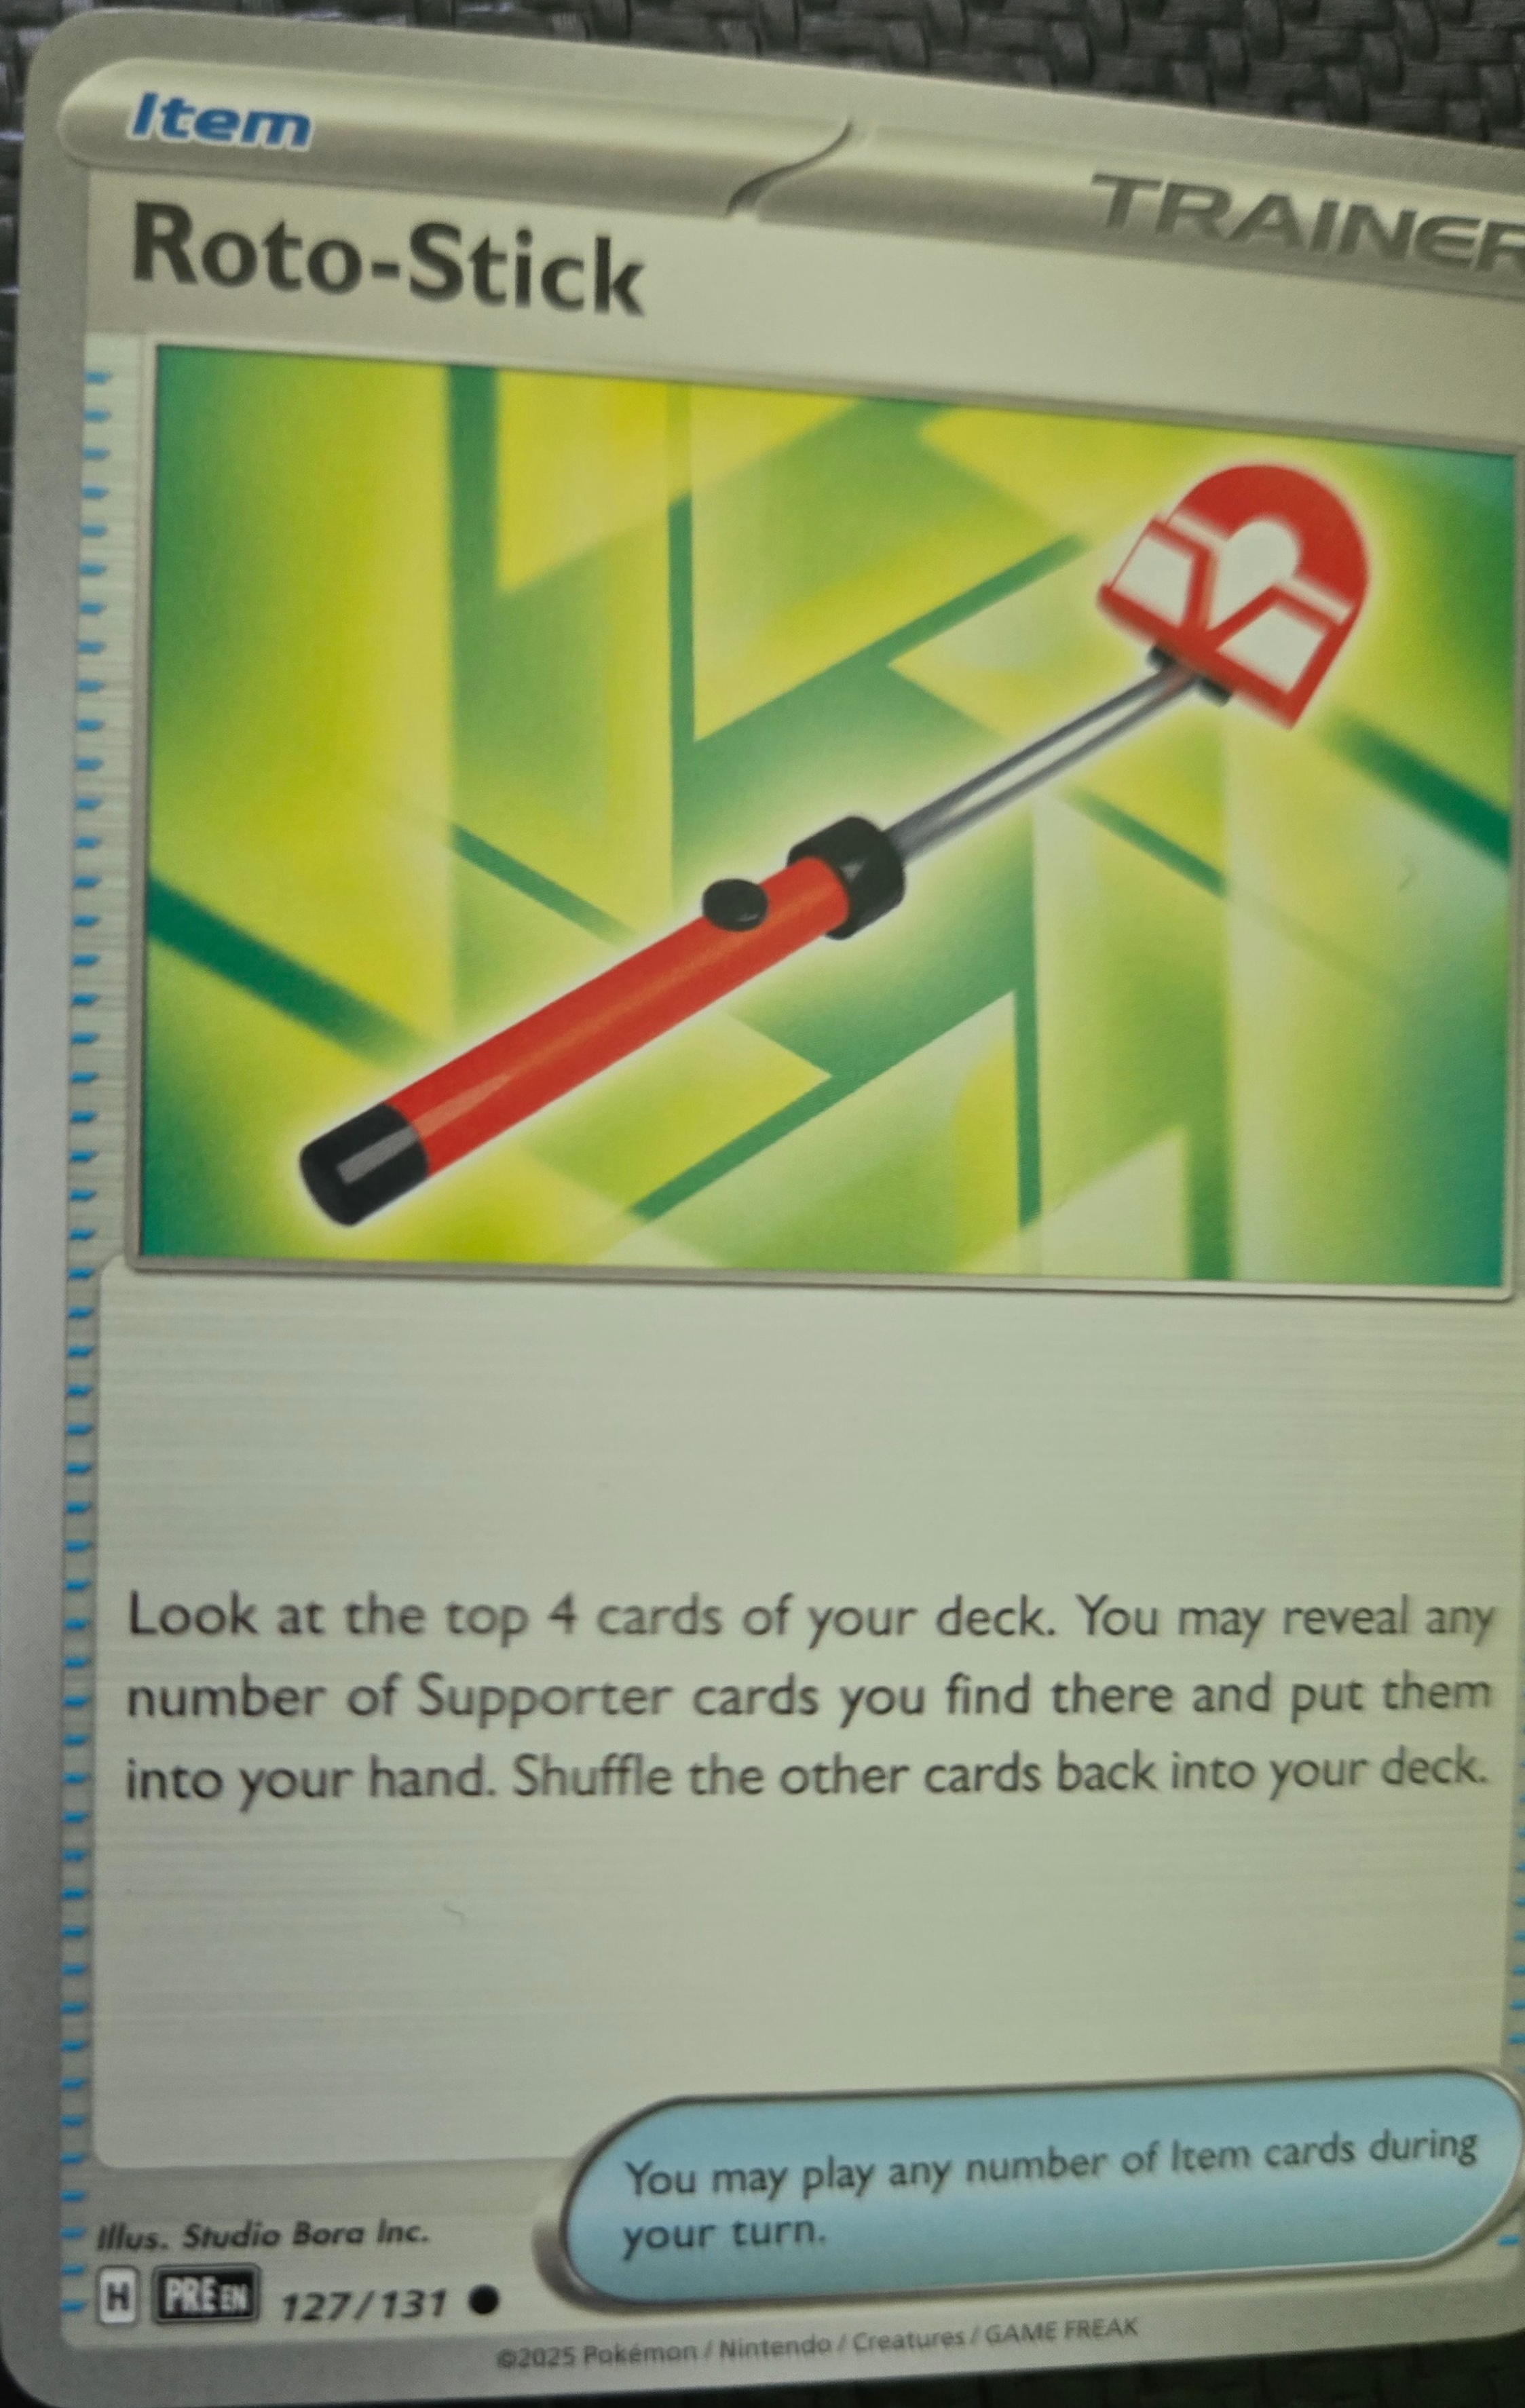 Item
TRAINER
Roto-Stick
Look at the top 4 cards of your deck. You may reveal any
number of Supporter cards you find there and put them
into your hand. Shuffle the other cards back into your deck.
You may play any number of Item cards during
your turn.
Illus. Studio Bora Inc.
H PRE EN 127/131
©2025 Pokémon / Nintendo / Creatures / GAME FREAK